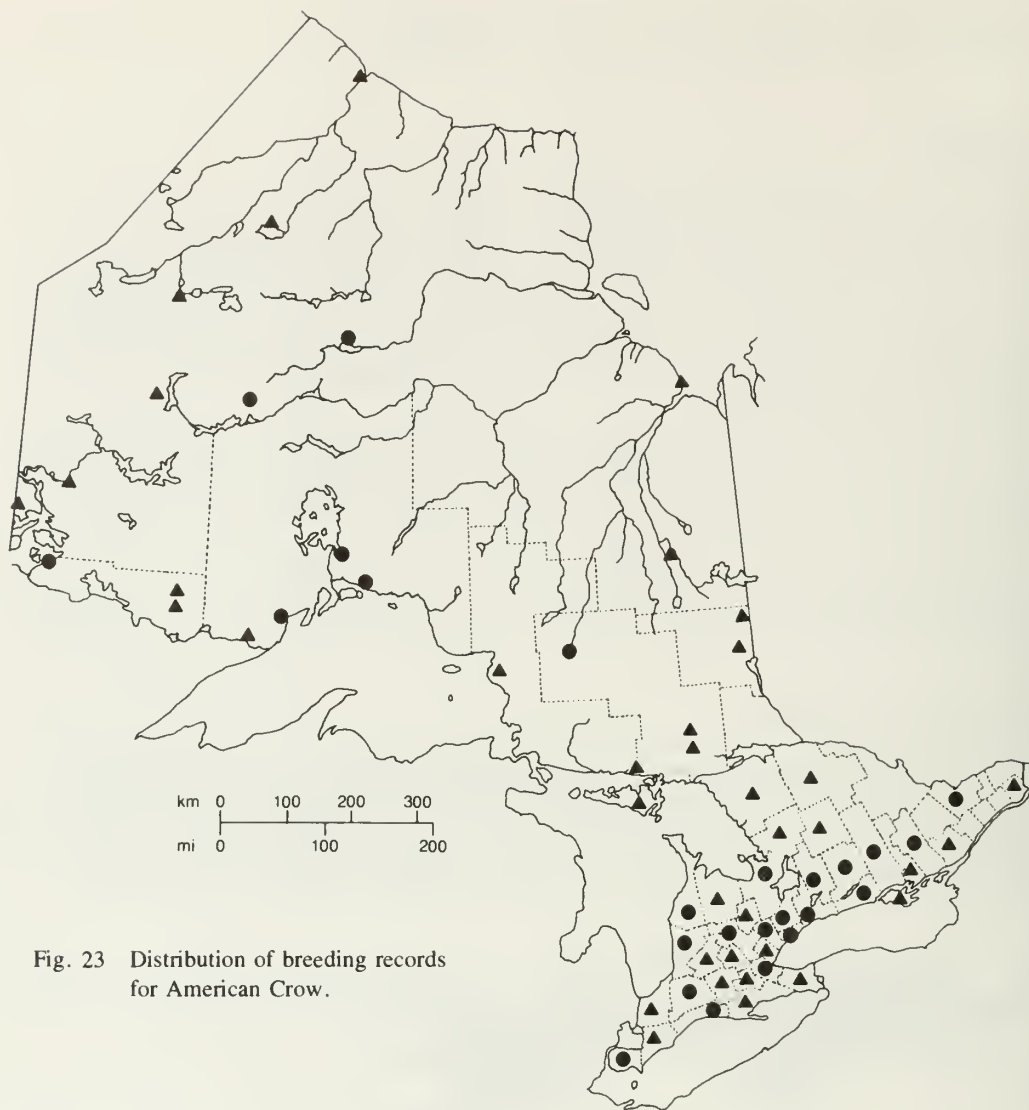 km 0 100 200 300
mi 0 100 200
Fig. 23 Distribution of breeding records
for American Crow.